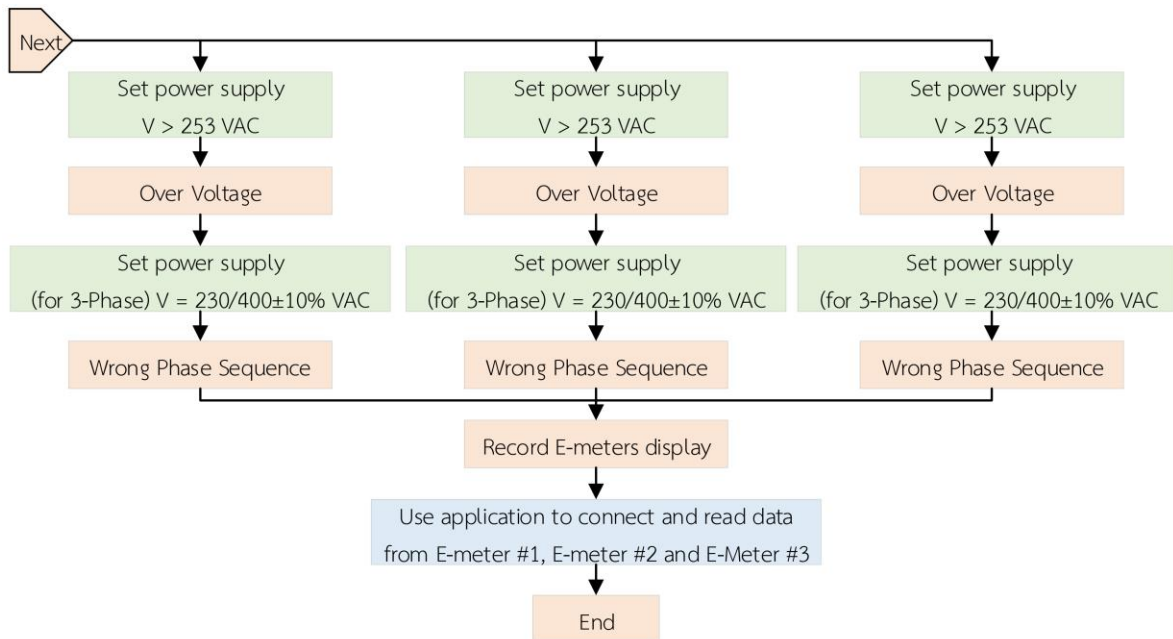 Next
Set power supply
V > 253 VAC
Set power supply
V > 253 VAC
Set power supply
V > 253 VAC
Over Voltage
Over Voltage
Over Voltage
Set power supply
(for 3-Phase) V = 230/400±10% VAC
Set power supply
(for 3-Phase) V = 230/400±10% VAC
Set power supply
(for 3-Phase) V = 230/400±10% VAC
Wrong Phase Sequence
Wrong Phase Sequence
Wrong Phase Sequence
Record E-meters display
Use application to connect and read data
from E-meter #1, E-meter #2 and E-Meter #3
End